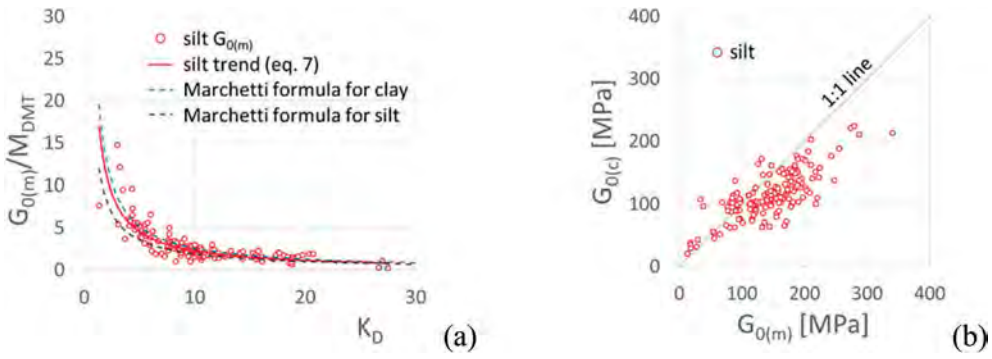 30
25
20
15
10
5
0
G0(m)/MDMT
silt G0(m)
silt trend (eq. 7)
Marchetti formula for clay
Marchetti formula for silt
0
10
20
30
KD
(a)
400
300
200
100
0
G0(c) [MPa]
silt
1:1 line
0
100
200
300
400
G0(m) [MPa]
(b)